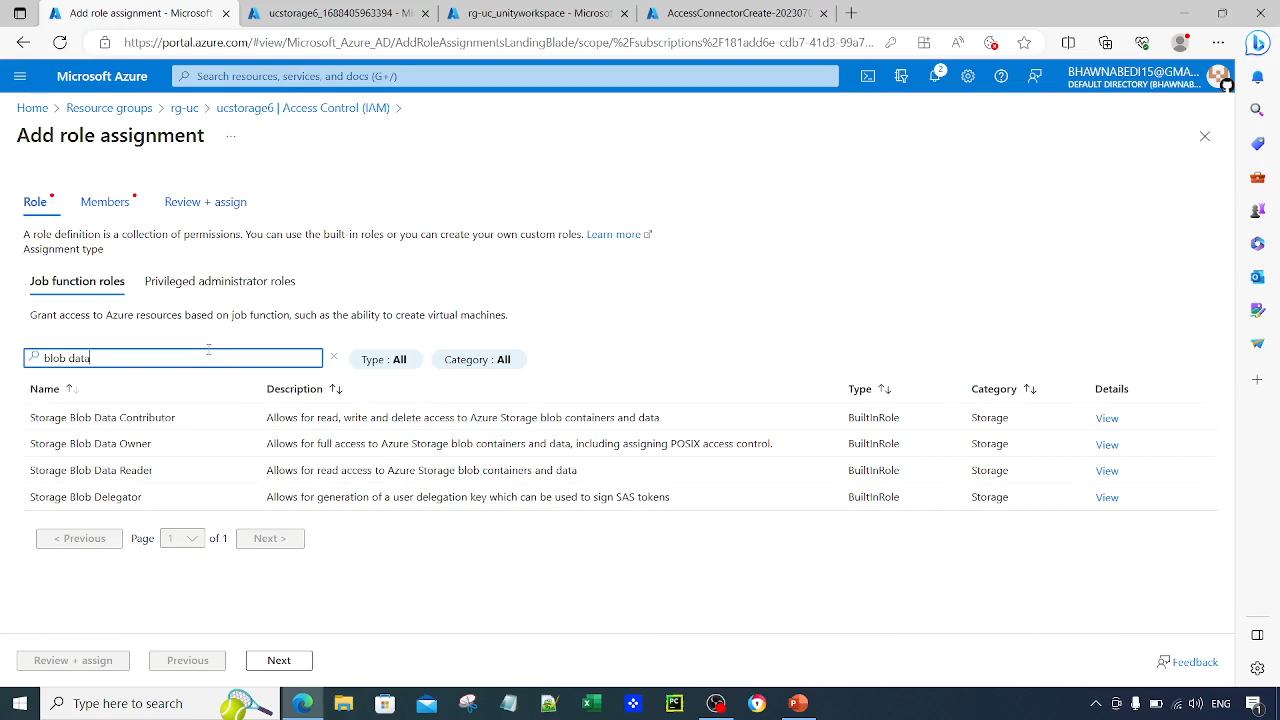 Add role assignment - Microsoft
ucstorage6_1688405963394 - Mi
rg-uc_unityworkspace - Microsof
AccessConnectorCreate-2023070
https://portal.azure.com/#view/Microsoft_Azure_AD/AddRoleAssignmentsLandingBlade/scope/%2Fsubscriptions%2F181add6e-cdb7-41d3-99a7...
Microsoft Azure
Search resources, services, and docs (G+/)
2
BHAWNABEDI15@GMA...
DEFAULT DIRECTORY (BHAWNAB...
Home > Resource groups > rg-uc > ucstorage6 | Access Control (IAM) >
Add role assignment ...
Role Members Review + assign
A role definition is a collection of permissions. You can use the built-in roles or you can create your own custom roles. Learn more
Assignment type
Job function roles Privileged administrator roles
Grant access to Azure resources based on job function, such as the ability to create virtual machines.
blob data Type : All Category : All
Name Description Type Category Details
Storage Blob Data Contributor Allows for read, write and delete access to Azure Storage blob containers and data BuiltInRole Storage View
Storage Blob Data Owner Allows for full access to Azure Storage blob containers and data, including assigning POSIX access control. BuiltInRole Storage View
Storage Blob Data Reader Allows for read access to Azure Storage blob containers and data BuiltInRole Storage View
Storage Blob Delegator Allows for generation of a user delegation key which can be used to sign SAS tokens BuiltInRole Storage View
< Previous Page 1 of 1 Next >
Review + assign Previous Next Feedback
Type here to search ENG